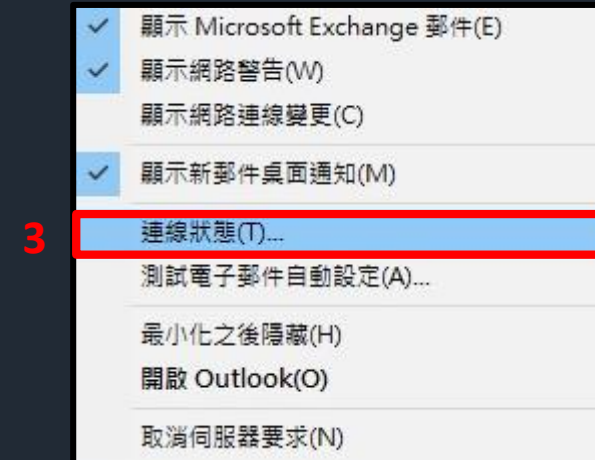 顯示 Microsoft Exchange 郵件(E)
顯示網路警告(W)
顯示網路連線變更(C)
顯示新郵件桌面通知(M)
3
連線狀態(T)...
測試電子郵件自動設定(A)...
最小化之後隱藏(H)
開啟 Outlook(O)
取消伺服器要求(N)